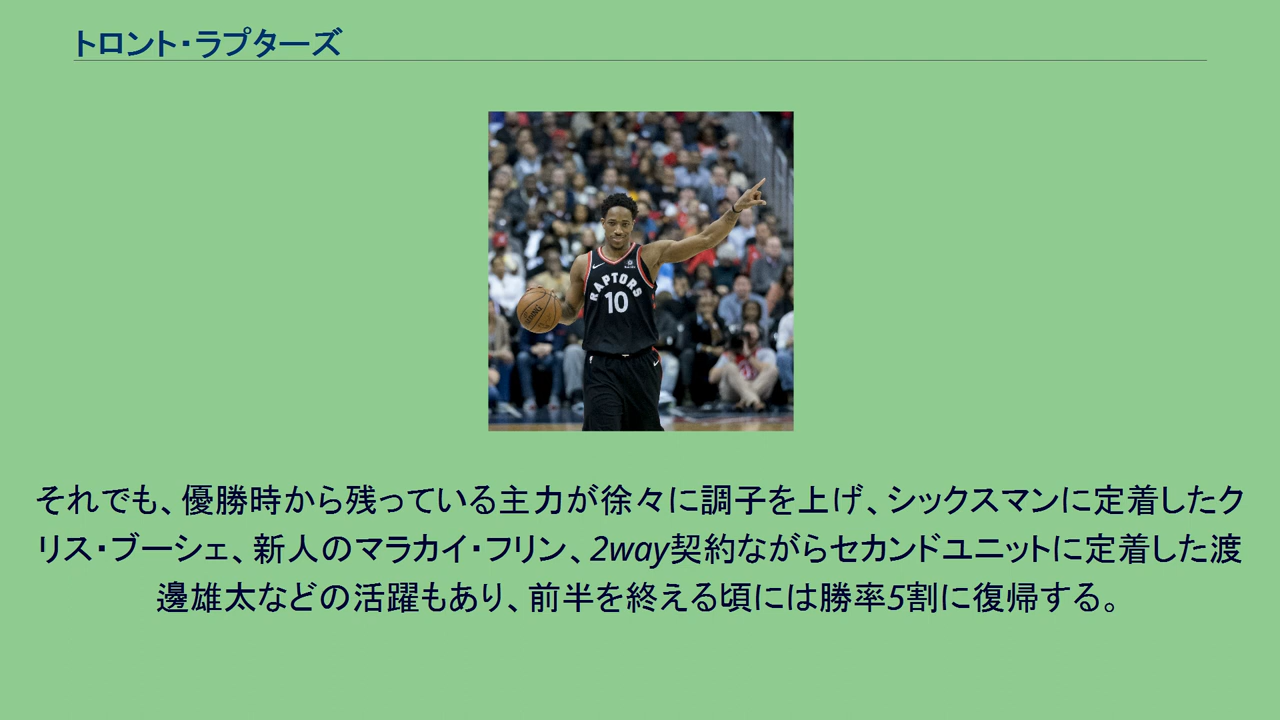 トロント・ラプターズ
RAPTORS
10
それでも、優勝時から残っている主力が徐々に調子を上げ、シックスマンに定着したク
リス・ブーシェ、新人のマラカイ・フリン、2way契約ながらセカンドユニットに定着した渡
邊雄太などの活躍もあり、前半を終える頃には勝率5割に復帰する。